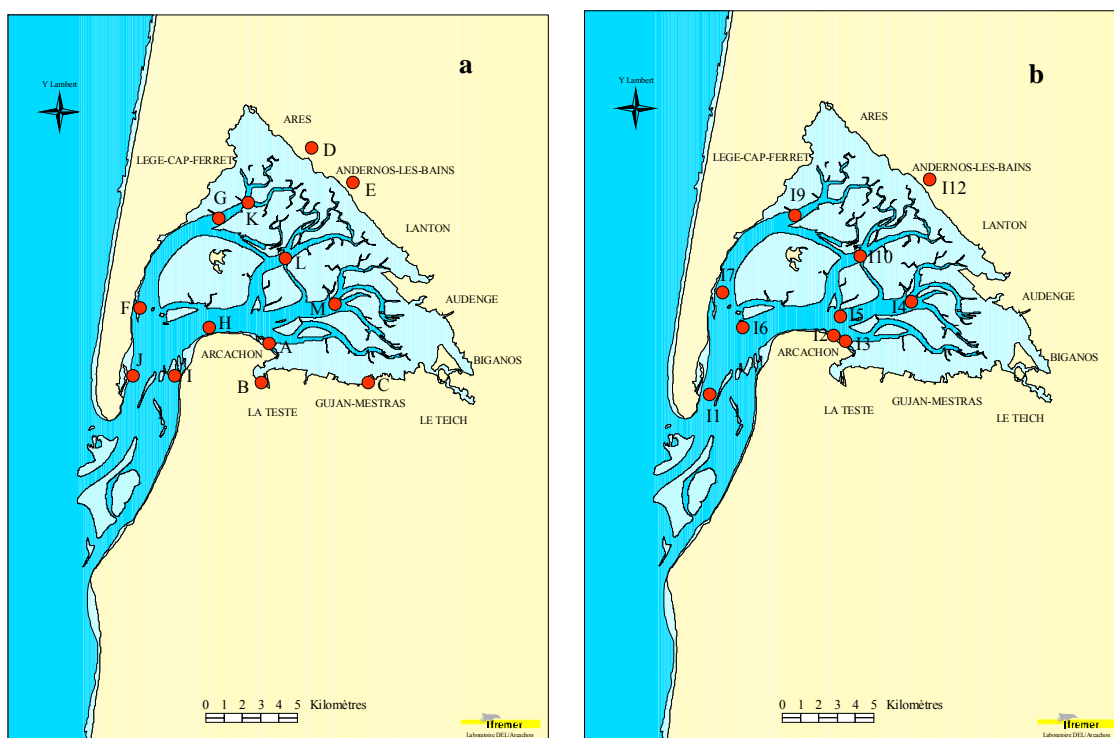 a
Y Lambert
ARES
D
LEGE-CAP-FERRET
ANDERNOS-LES-BAINS
E
G
K
LANTON
L
AUDENGE
F
M
H
ARCACHON
A
BIGANOS
J
I
B
C
LA TESTE
GUJAN-MESTRAS
LE TEICH
0 1 2 3 4 5 Kilomètres
Ifremer
Laboratoire DEL/Arcachon
b
Y Lambert
ARES
LEGE-CAP-FERRET
ANDERNOS-LES-BAINS
I12
I9
LANTON
I10
I7
AUDENGE
I4
I5
I6
I2
I3
ARCACHON
BIGANOS
I1
LA TESTE
GUJAN-MESTRAS
LE TEICH
0 1 2 3 4 5 Kilomètres
Ifremer
Laboratoire DEL/Arcachon